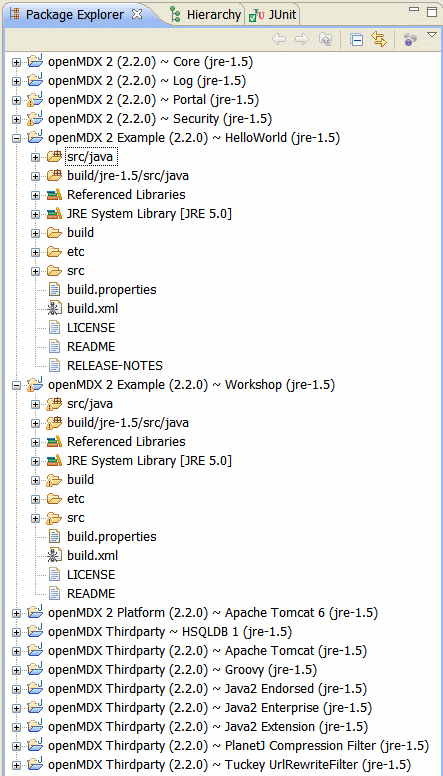 Package Explorer Hierarchy JUnit
openMDX 2 (2.2.0) ~ Core (jre-1.5)
openMDX 2 (2.2.0) ~ Log (jre-1.5)
openMDX 2 (2.2.0) ~ Portal (jre-1.5)
openMDX 2 (2.2.0) ~ Security (jre-1.5)
openMDX 2 Example (2.2.0) ~ HelloWorld (jre-1.5)
src/java
build/jre-1.5/src/java
Referenced Libraries
JRE System Library [JRE 5.0]
build
etc
src
build.properties
build.xml
LICENSE
README
RELEASE-NOTES
openMDX 2 Example (2.2.0) ~ Workshop (jre-1.5)
src/java
build/jre-1.5/src/java
Referenced Libraries
JRE System Library [JRE 5.0]
build
etc
src
build.properties
build.xml
LICENSE
README
openMDX 2 Platform (2.2.0) ~ Apache Tomcat 6 (jre-1.5)
openMDX Thirdparty ~ HSQLDB 1 (jre-1.5)
openMDX Thirdparty (2.2.0) ~ Apache Tomcat (jre-1.5)
openMDX Thirdparty (2.2.0) ~ Groovy (jre-1.5)
openMDX Thirdparty (2.2.0) ~ Java2 Endorsed (jre-1.5)
openMDX Thirdparty (2.2.0) ~ Java2 Enterprise (jre-1.5)
openMDX Thirdparty (2.2.0) ~ Java2 Extension (jre-1.5)
openMDX Thirdparty (2.2.0) ~ PlanetJ Compression Filter (jre-1.5)
openMDX Thirdparty (2.2.0) ~ Tuckey UrlRewriteFilter (jre-1.5)